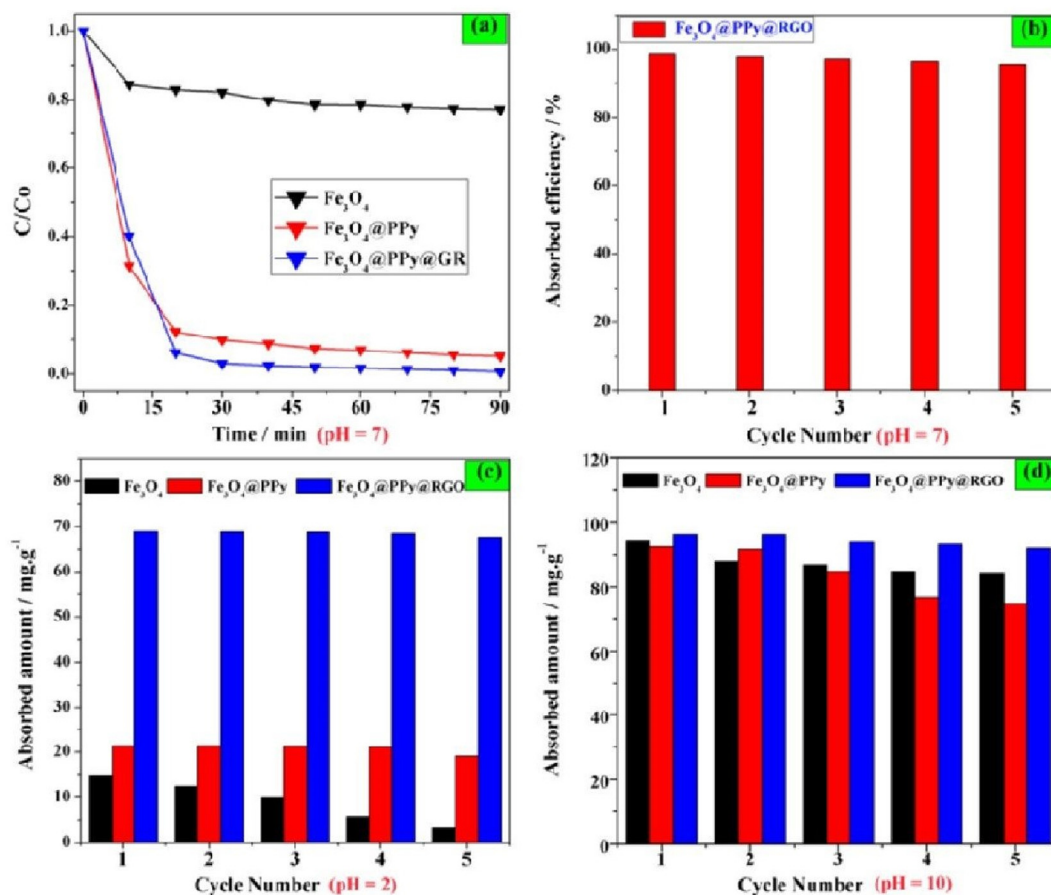 (a)
1.0
0.8
0.6
0.4
0.2
0.0
C/Co
Fe₃O₄
Fe₃O₄@PPy
Fe₃O₄@PPy@GR
0 15 30 45 60 75 90
Time / min (pH = 7)
(b)
Fe₃O₄@PPy@RGO
100
80
60
40
20
0
Absorbed efficiency / %
1 2 3 4 5
Cycle Number (pH = 7)
(c)
Fe₃O₄ Fe₃O₄@PPy Fe₃O₄@PPy@RGO
80
70
60
50
40
30
20
10
0
Absorbed amount / mg.g⁻¹
1 2 3 4 5
Cycle Number (pH = 2)
(d)
Fe₃O₄ Fe₃O₄@PPy Fe₃O₄@PPy@RGO
120
100
80
60
40
20
0
Absorbed amount / mg.g⁻¹
1 2 3 4 5
Cycle Number (pH = 10)